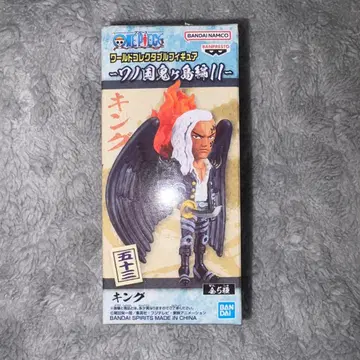 ONE PIECE
BANDAI NAMCO
BANPRESTO
ワールドコレクタブルフィギュア
-ワノ国鬼ヶ島編11-
キング
五十三
キング
全5種
BANDAI
BANDAI SPIRITS MADE IN CHINA